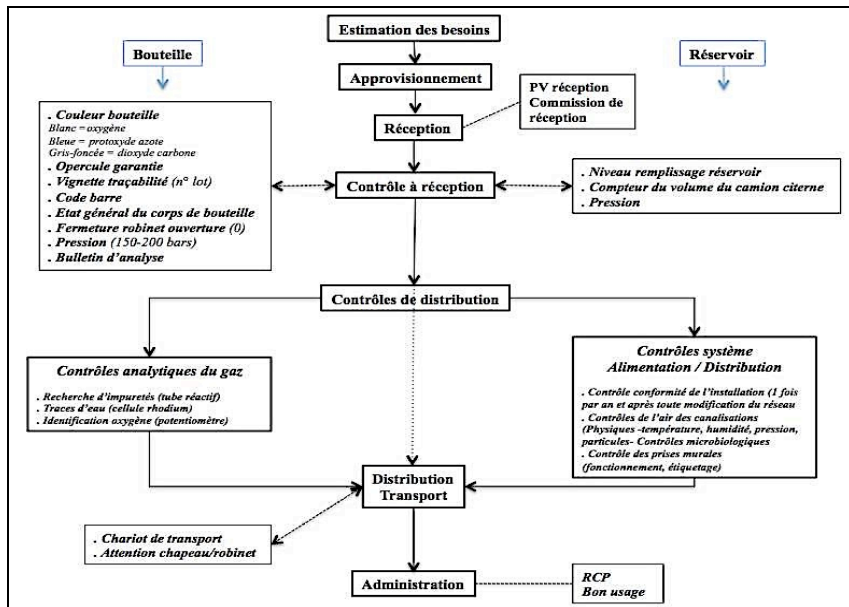 Estimation des besoins
Bouteille
Réservoir
Approvisionnement
PV réception
Commission de
réception
Réception
. Couleur bouteille
Blanc = oxygène
Bleue = protoxyde azote
Gris-foncée = dioxyde carbone
. Opercule garantie
. Vignette traçabilité (n° lot)
. Code barre
. Etat général du corps de bouteille
. Fermeture robinet ouverture (0)
. Pression (150-200 bars)
. Bulletin d'analyse
Contrôle à réception
. Niveau remplissage réservoir
. Compteur du volume du camion citerne
. Pression
Contrôles de distribution
Contrôles analytiques du gaz
. Recherche d'impuretés (tube réactif)
. Traces d'eau (cellule rhodium)
. Identification oxygène (potentiomètre)
Contrôles système
Alimentation / Distribution
. Contrôle conformité de l'installation (1 fois
par an et après toute modification du réseau
. Contrôles de l'air des canalisations
(Physiques -température, humidité, pression,
particules- Contrôles microbiologiques
. Contrôle des prises murales
(fonctionnement, étiquetage)
Distribution
Transport
. Chariot de transport
. Attention chapeau/robinet
Administration
RCP
Bon usage